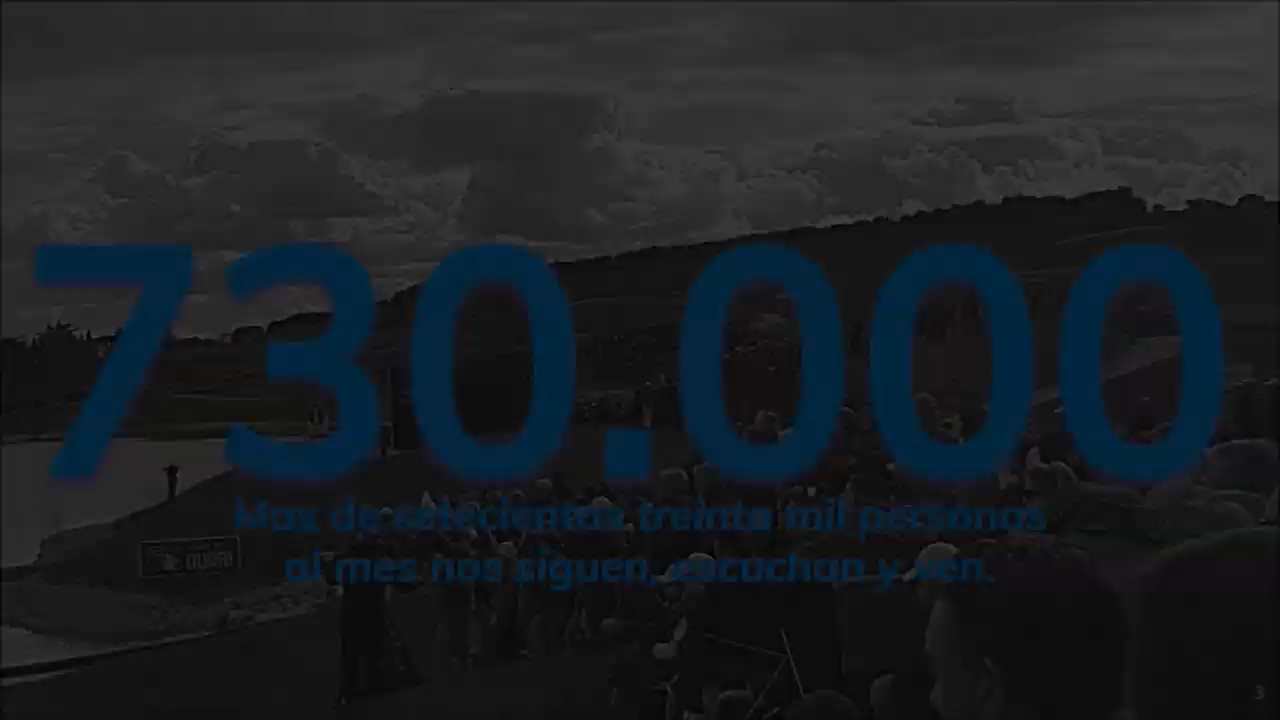 730.000
Mas de setecientas treinta mil personas
al mes nos siguen, escuchan y ven.
3